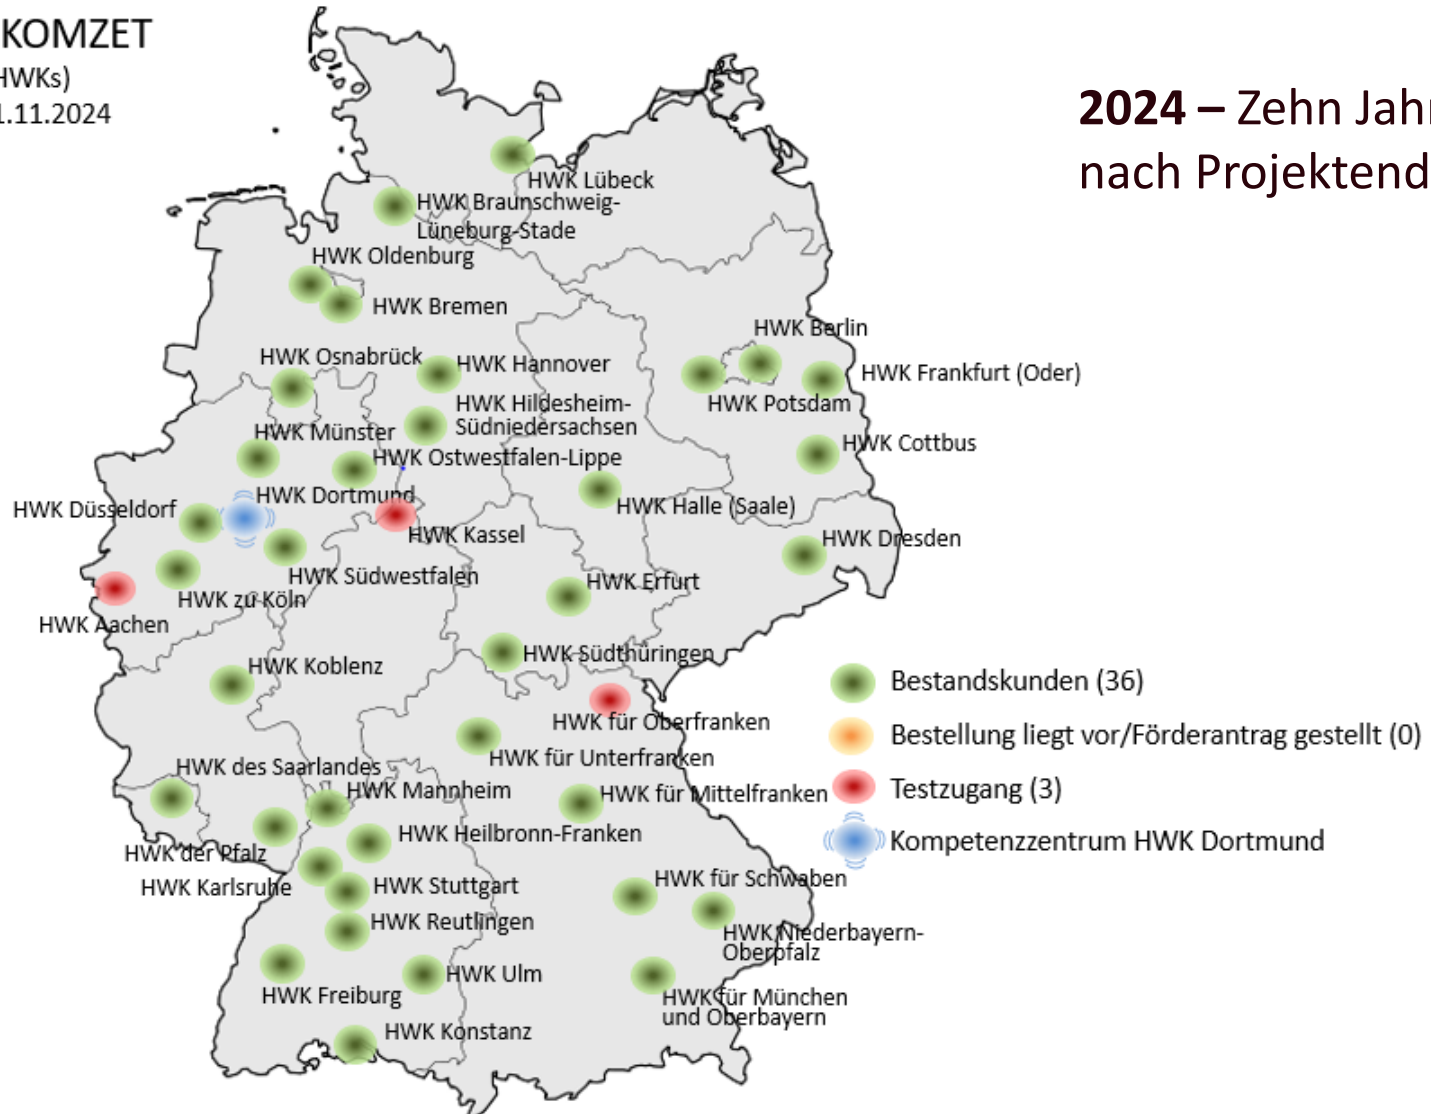 KOMZET
HWKs)
1.11.2024
2024 – Zehn Jahr
nach Projektend
HWK Lübeck
HWK Braunschweig-
Lüneburg-Stade
HWK Oldenburg
HWK Bremen
HWK Berlin
HWK Osnabrück
HWK Hannover
HWK Frankfurt (Oder)
HWK Potsdam
HWK Hildesheim-
Südniedersachsen
HWK Münster
HWK Cottbus
HWK Ostwestfalen-Lippe
HWK Dortmund
HWK Düsseldorf
HWK Halle (Saale)
HWK Kassel
HWK Dresden
HWK Südwestfalen
HWK Erfurt
HWK zu Köln
HWK Aachen
HWK Südthüringen
HWK Koblenz
Bestandskunden (36)
HWK für Oberfranken
Bestellung liegt vor/Förderantrag gestellt (0)
HWK für Unterfranken
HWK des Saarlandes
HWK Mannheim
HWK für Mittelfranken
Testzugang (3)
HWK Heilbronn-Franken
Kompetenzzentrum HWK Dortmund
HWK der Pfalz
HWK Karlsruhe
HWK Stuttgart
HWK für Schwaben
HWK Reutlingen
HWK Niederbayern-
Oberpfalz
HWK Ulm
HWK Freiburg
HWK für München
und Oberbayern
HWK Konstanz